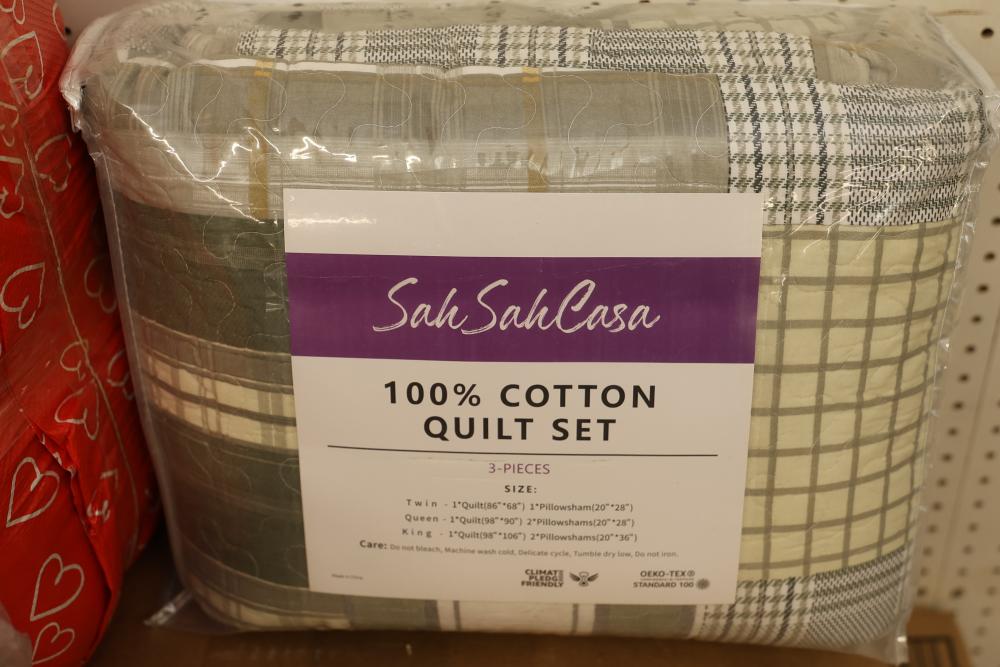 SahSahCasa
100% COTTON
QUILT SET
3-PIECES
SIZE:
Twin - 1*Quilt(86"*68") 1*Pillowsham(20"*28")
Queen - 1*Quilt(98"*90") 2*Pillowshams(20"*28")
King - 1*Quilt(98"*106") 2*Pillowshams(20"*36")
Care: Do not bleach, Machine wash cold, Delicate cycle, Tumble dry low, Do not iron.
Made in China
CLIMATE
PLEDGE
FRIENDLY
OEKO-TEX®
STANDARD 100